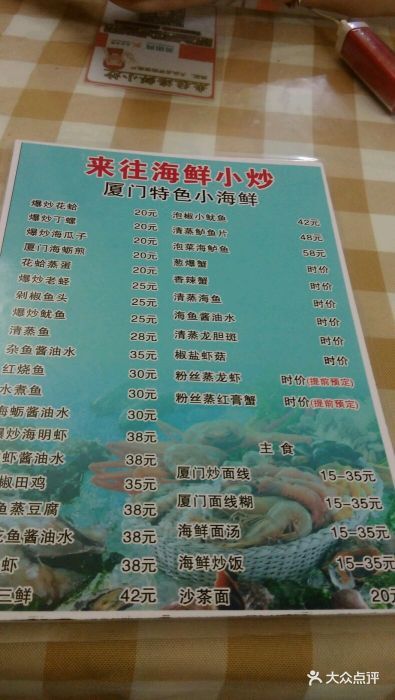 来往海鲜小炒
厦门特色小海鲜
爆炒花蛤 20元
爆炒丁螺 20元
爆炒海瓜子 20元
厦门海蛎煎 20元
花蛤蒸蛋 20元
爆炒老蛏 25元
剁椒鱼头 25元
爆炒鱿鱼 25元
清蒸鱼 28元
杂鱼酱油水 35元
红烧鱼 30元
水煮鱼 30元
海蛎酱油水 30元
爆炒海明虾 38元
虾酱油水 38元
椒田鸡 35元
鱼蒸豆腐 38元
鱼酱油水 38元
虾 38元
三鲜 42元
泡椒小鱿鱼 42元
清蒸鲈鱼片 48元
泡菜海鲈鱼 58元
葱爆蟹 时价
香辣蟹 时价
清蒸海鱼 时价
海鱼酱油水 时价
清蒸龙胆斑 时价
椒盐虾菇 时价
粉丝蒸龙虾 时价(提前预定)
粉丝蒸红膏蟹 时价(提前预定)
主食
厦门炒面线 15-35元
厦门面线糊 15-35元
海鲜面汤 15-35元
海鲜炒饭 15-35元
沙茶面 20元
大众点评